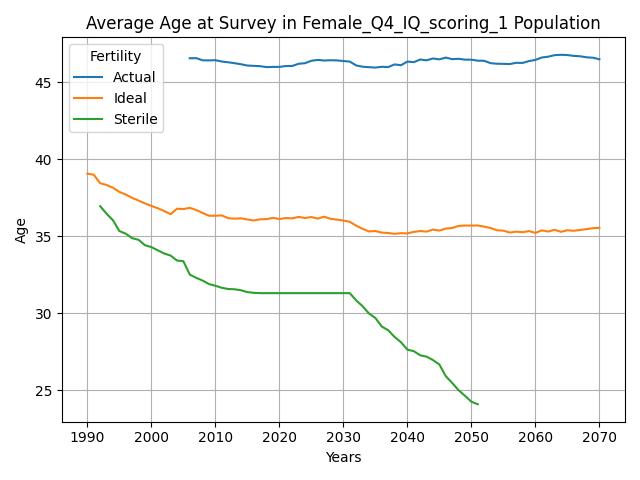 Average Age at Survey in Female_Q4_IQ_scoring_1 Population
Fertility
Actual
Ideal
Sterile
45
40
35
30
25
Age
1990 2000 2010 2020 2030 2040 2050 2060 2070
Years